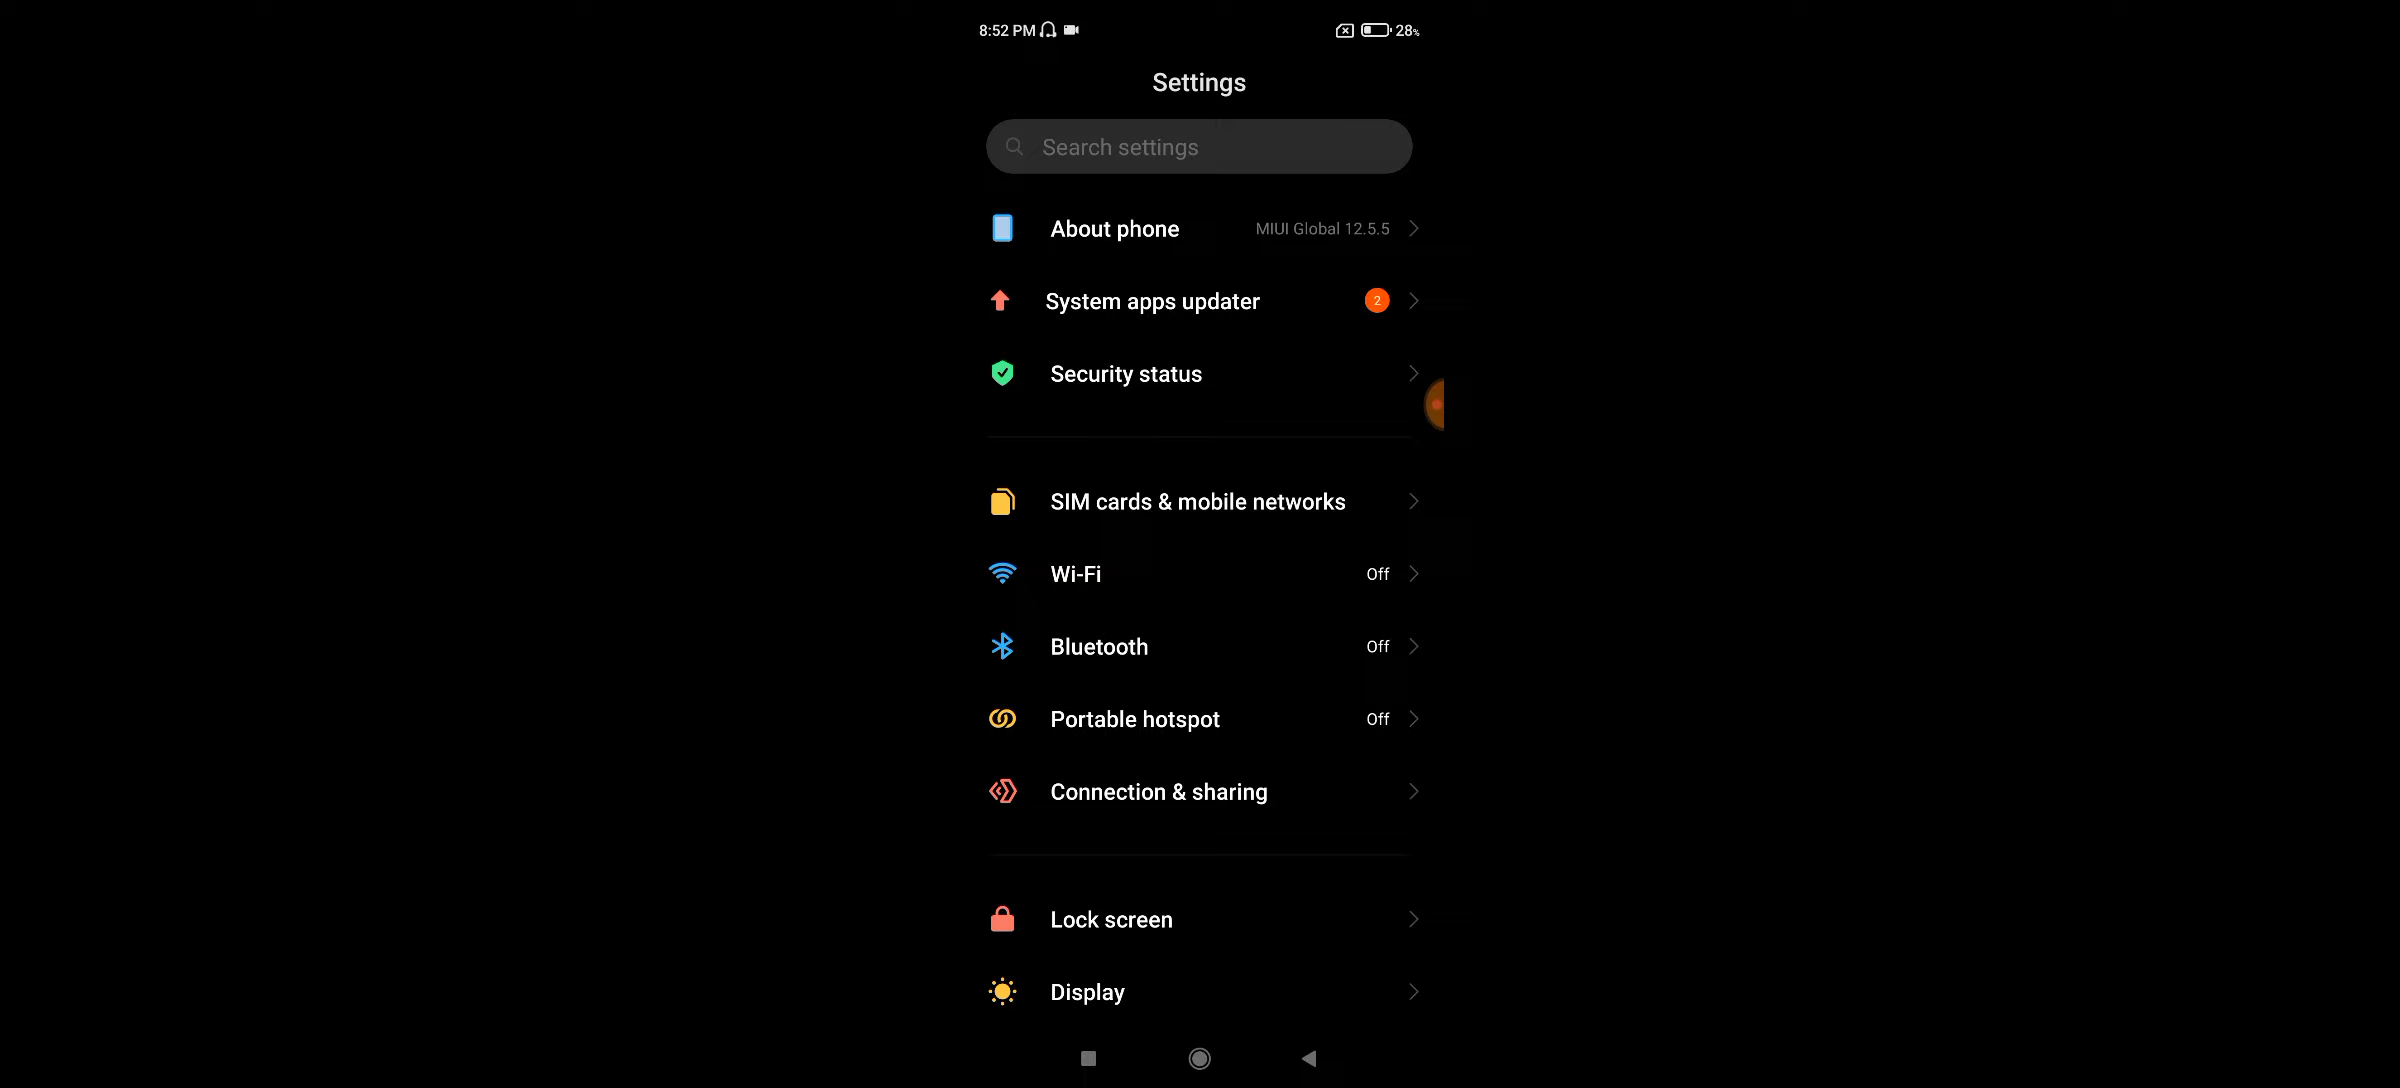 8:52 PM 28%
Settings
Search settings
About phone MIUI Global 12.5.5
System apps updater 2
Security status
SIM cards & mobile networks
Wi-Fi Off
Bluetooth Off
Portable hotspot Off
Connection & sharing
Lock screen
Display